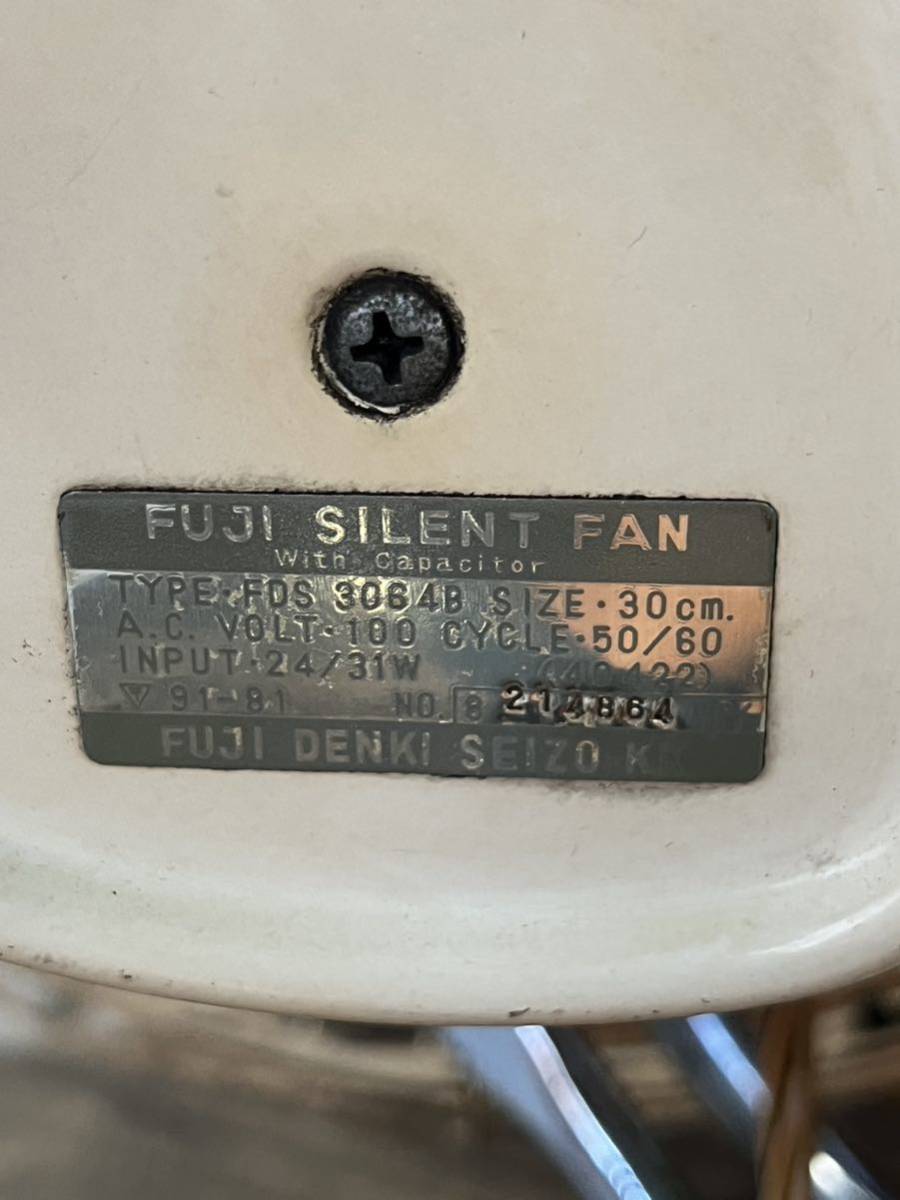 FUJI SILENT FAN
With Capacitor
TYPE·FDS 3064B SIZE·30cm.
A.C. VOLT·100 CYCLE·50/60
INPUT·24/31W
▽ 91-81 NO. 8 214864
FUJI DENKI SEIZO K